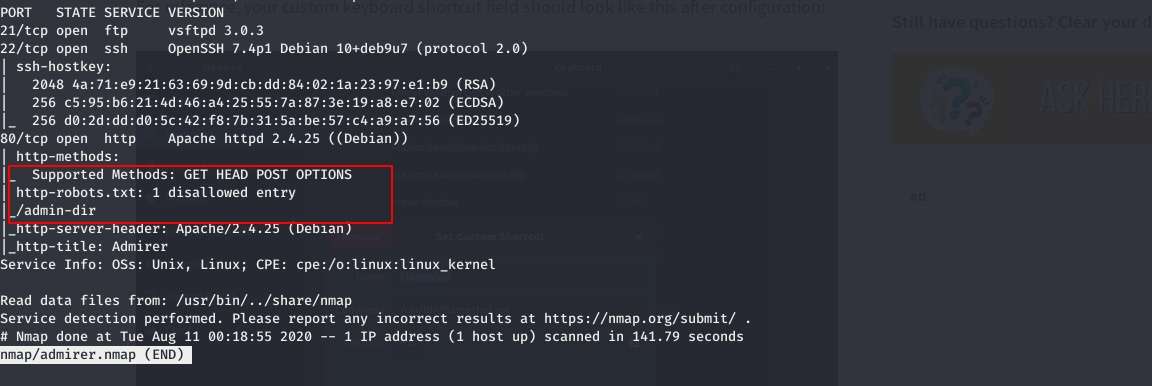 PORT   STATE SERVICE VERSION
, your custom keyboard shortcut field should look like this after configuration:
21/tcp open  ftp     vsftpd 3.0.3
Still have questions? Clear your d
22/tcp open  ssh     OpenSSH 7.4p1 Debian 10+deb9u7 (protocol 2.0)
| ssh-hostkey:
Keyboard
|   2048 4a:71:e9:21:63:69:9d:cb:dd:84:02:1a:23:97:e1:b9 (RSA)
|   256 c5:95:b6:21:4d:46:a4:25:55:7a:87:3e:19:a8:e7:02 (ECDSA)
ASK HER
|_  256 d0:2d:dd:d0:5c:42:f8:7b:31:5a:be:57:c4:a9:a7:56 (ED25519)
80/tcp open  http    Apache httpd 2.4.25 ((Debian))
| http-methods:
|_  Supported Methods: GET HEAD POST OPTIONS
| http-robots.txt: 1 disallowed entry
AD
|_/admin-dir
|_http-server-header: Apache/2.4.25 (Debian)
Set Custom Shortcut
|_http-title: Admirer
Service Info: OSs: Unix, Linux; CPE: cpe:/o:linux:linux_kernel
Read data files from: /usr/bin/../share/nmap
Service detection performed. Please report any incorrect results at https://nmap.org/submit/ .
# Nmap done at Tue Aug 11 00:18:55 2020 -- 1 IP address (1 host up) scanned in 141.79 seconds
nmap/admirer.nmap (END)